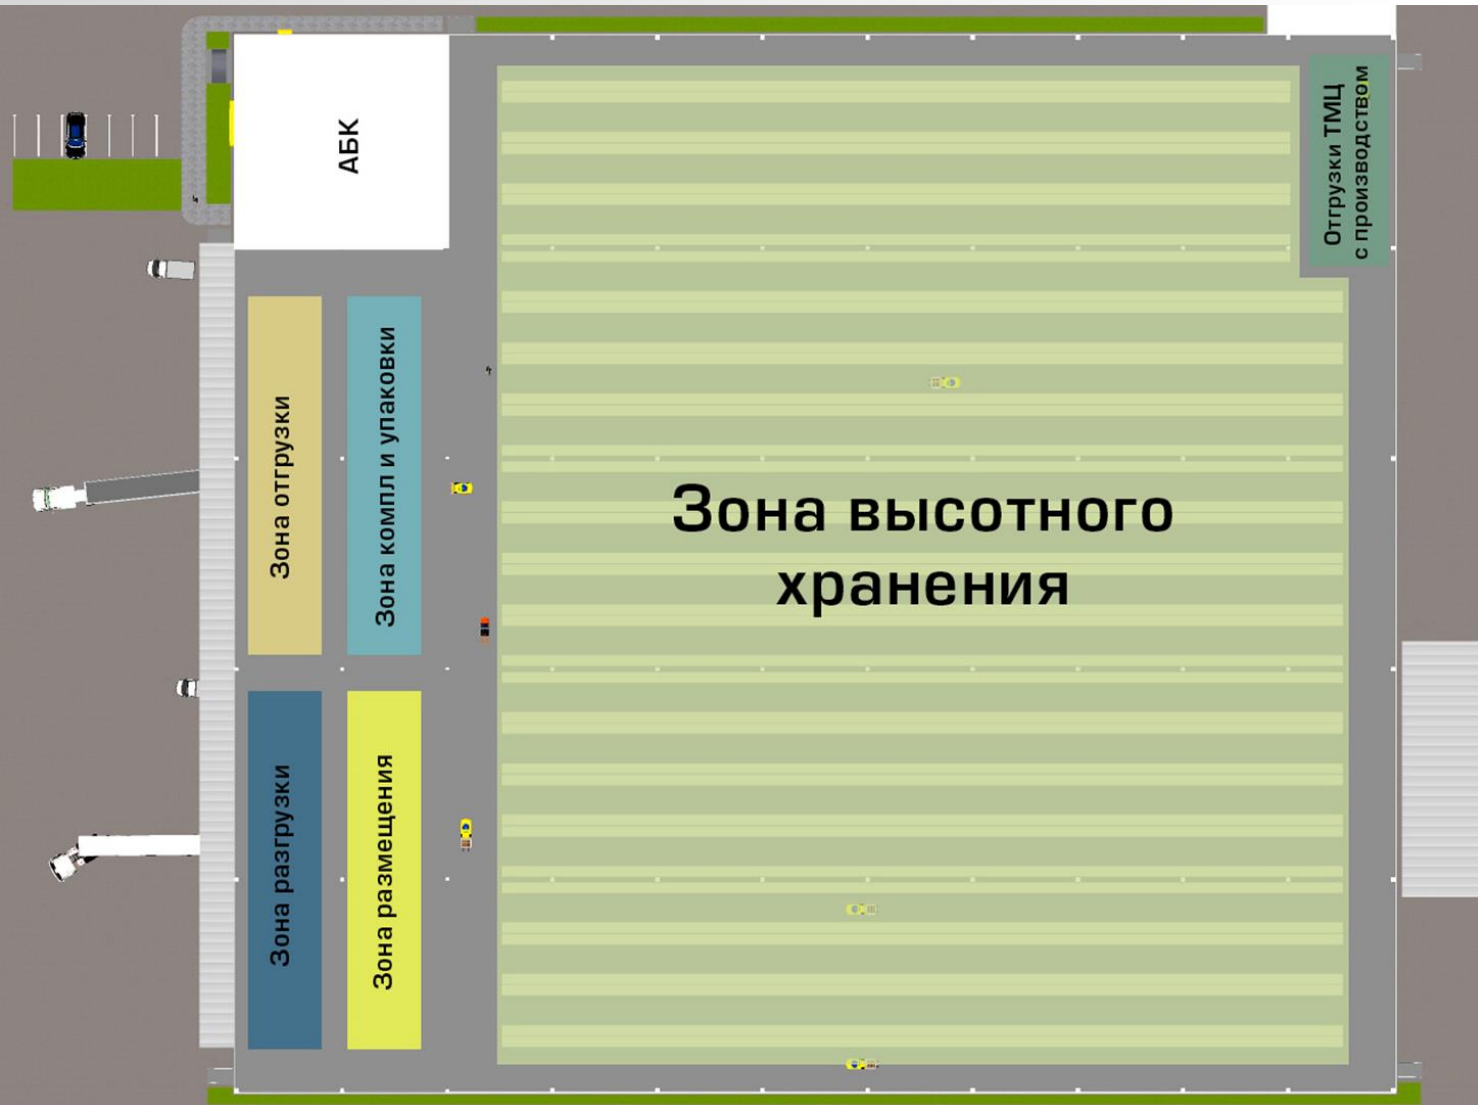 АБК
Отгрузки ТМЦ
с производством
Зона отгрузки
Зона компл и упаковки
Зона высотного
хранения
Зона разгрузки
Зона размещения